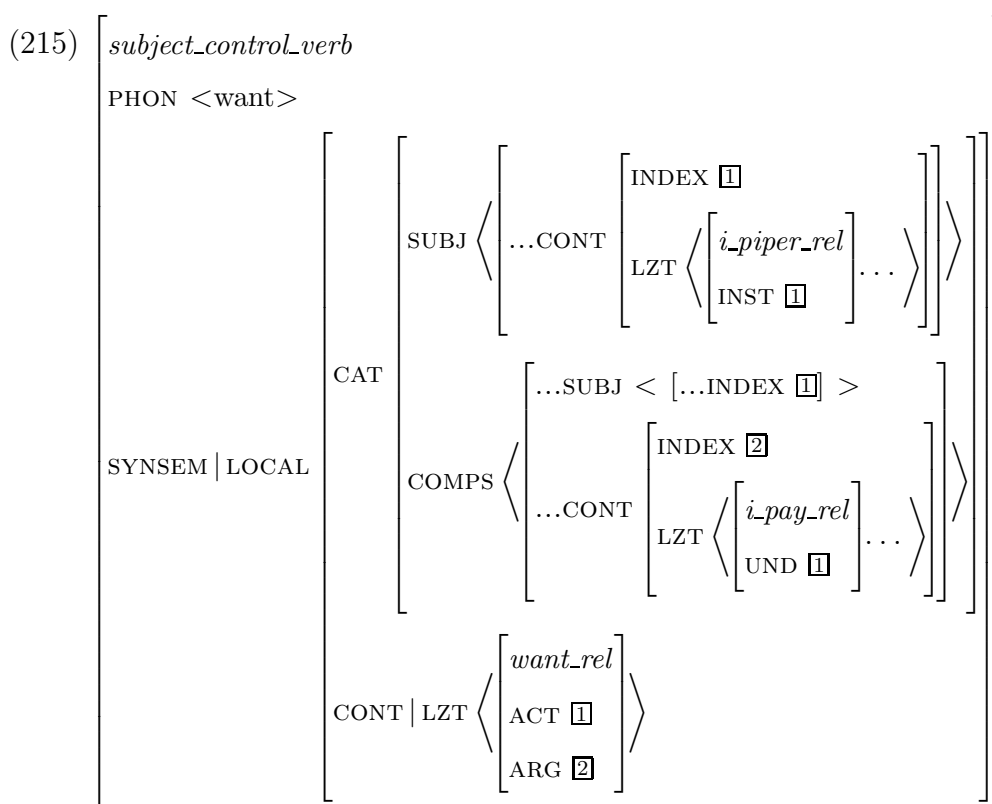 (215) subject_control_verb
PHON <want>
INDEX 1
SUBJ ⟨ …CONT LZT ⟨ i_piper_rel … ⟩ ⟩
INST 1
CAT
…SUBJ < […INDEX 1] >
SYNSEM | LOCAL
INDEX 2
COMPS ⟨ …CONT LZT ⟨ i_pay_rel … ⟩ ⟩
UND 1
want_rel
CONT | LZT ⟨ ACT 1 ⟩
ARG 2